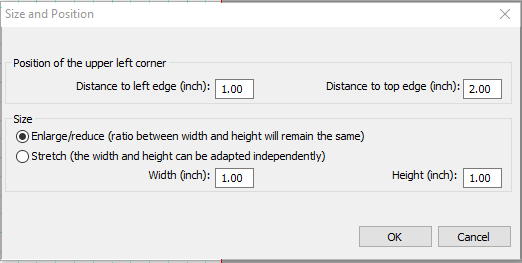 Size and Position
Position of the upper left corner
Distance to left edge (inch): 1.00 Distance to top edge (inch): 2.00
Size
Enlarge/reduce (ratio between width and height will remain the same)
Stretch (the width and height can be adapted independently)
Width (inch): 1.00 Height (inch): 1.00
OK Cancel